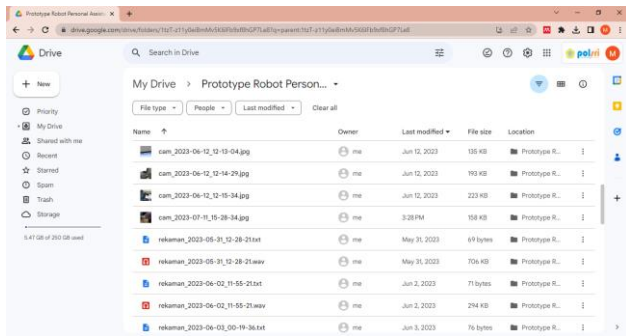 Prototype Robot Personal Assist
Drive
Search in Drive
polsri
M
New
My Drive > Prototype Robot Person...
File type
People
Last modified
Clear all
Priority
My Drive
Shared with me
Recent
Starred
Spam
Trash
Storage
5.47 GB of 250 GB used
Name Owner Last modified File size Location
cam_2023-06-12_12-13-04.jpg me Jun 12, 2023 135 KB Prototype R...
cam_2023-06-12_12-14-29.jpg me Jun 12, 2023 193 KB Prototype R...
cam_2023-06-12_12-15-34.jpg me Jun 12, 2023 223 KB Prototype R...
cam_2023-07-11_15-28-34.jpg me 3:28 PM 158 KB Prototype R...
rekaman_2023-05-31_12-28-21.txt me May 31, 2023 69 bytes Prototype R...
rekaman_2023-05-31_12-28-21.wav me May 31, 2023 706 KB Prototype R...
rekaman_2023-06-02_11-55-21.txt me Jun 2, 2023 71 bytes Prototype R...
rekaman_2023-06-02_11-55-21.wav me Jun 2, 2023 294 KB Prototype R...
rekaman_2023-06-03_00-19-36.txt me Jun 3, 2023 76 bytes Prototype R...